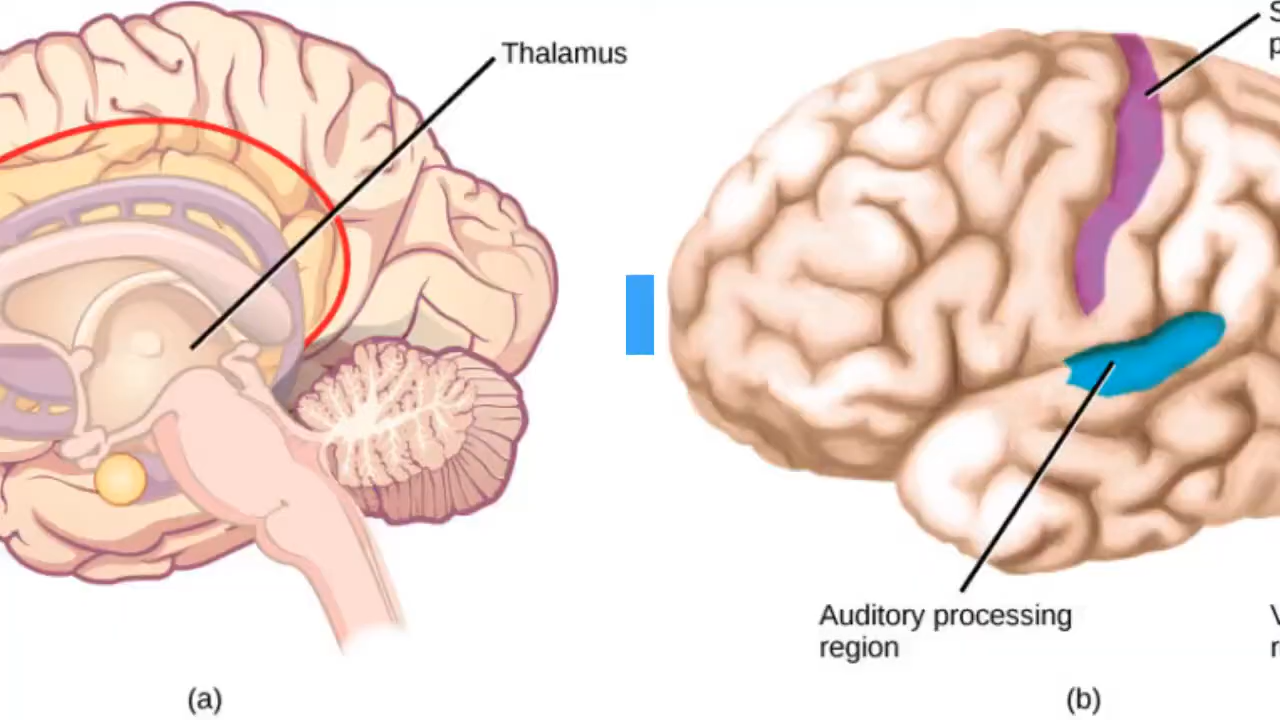 Thalamus
Auditory processing
region
(a)
(b)